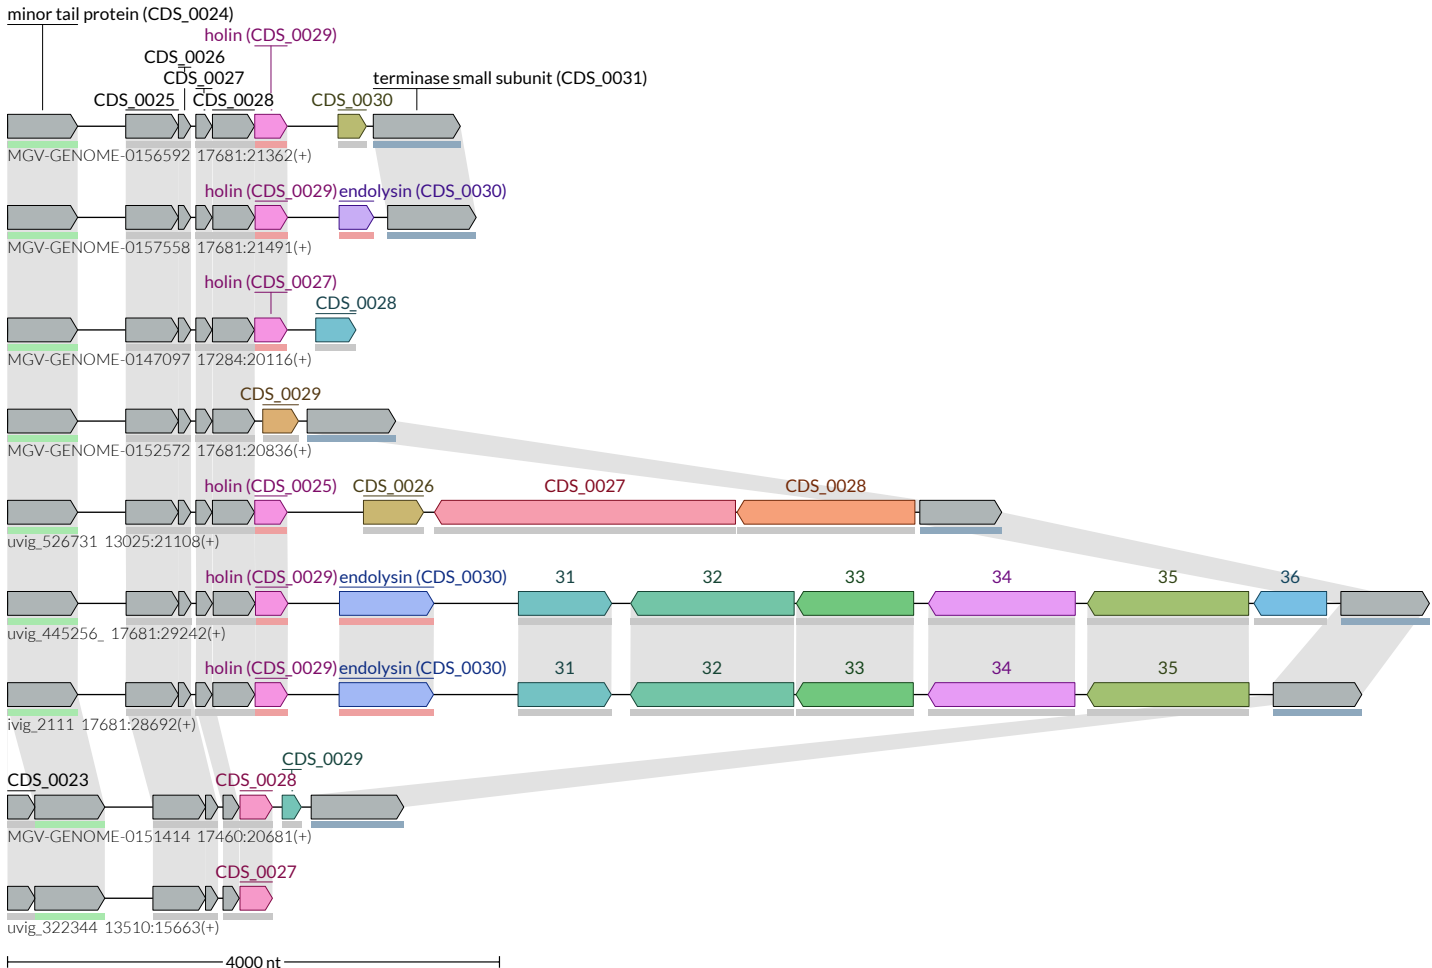 minor tail protein (CDS_0024)
holin (CDS_0029)
CDS_0026
CDS_0027
terminase small subunit (CDS_0031)
CDS_0025 CDS_0028 CDS_0030
MGV-GENOME-0156592 17681:21362(+)
holin (CDS_0029) endolysin (CDS_0030)
MGV-GENOME-0157558 17681:21491(+)
holin (CDS_0027)
CDS_0028
MGV-GENOME-0147097 17284:20116(+)
CDS_0029
MGV-GENOME-0152572 17681:20836(+)
holin (CDS_0025) CDS_0026 CDS_0027 CDS_0028
uvig_526731 13025:21108(+)
holin (CDS_0029) endolysin (CDS_0030) 31 32 33 34 35 36
uvig_445256_ 17681:29242(+)
holin (CDS_0029) endolysin (CDS_0030) 31 32 33 34 35
ivig_2111 17681:28692(+)
CDS_0029
CDS_0023 CDS_0028
MGV-GENOME-0151414 17460:20681(+)
CDS_0027
uvig_322344 13510:15663(+)
4000 nt